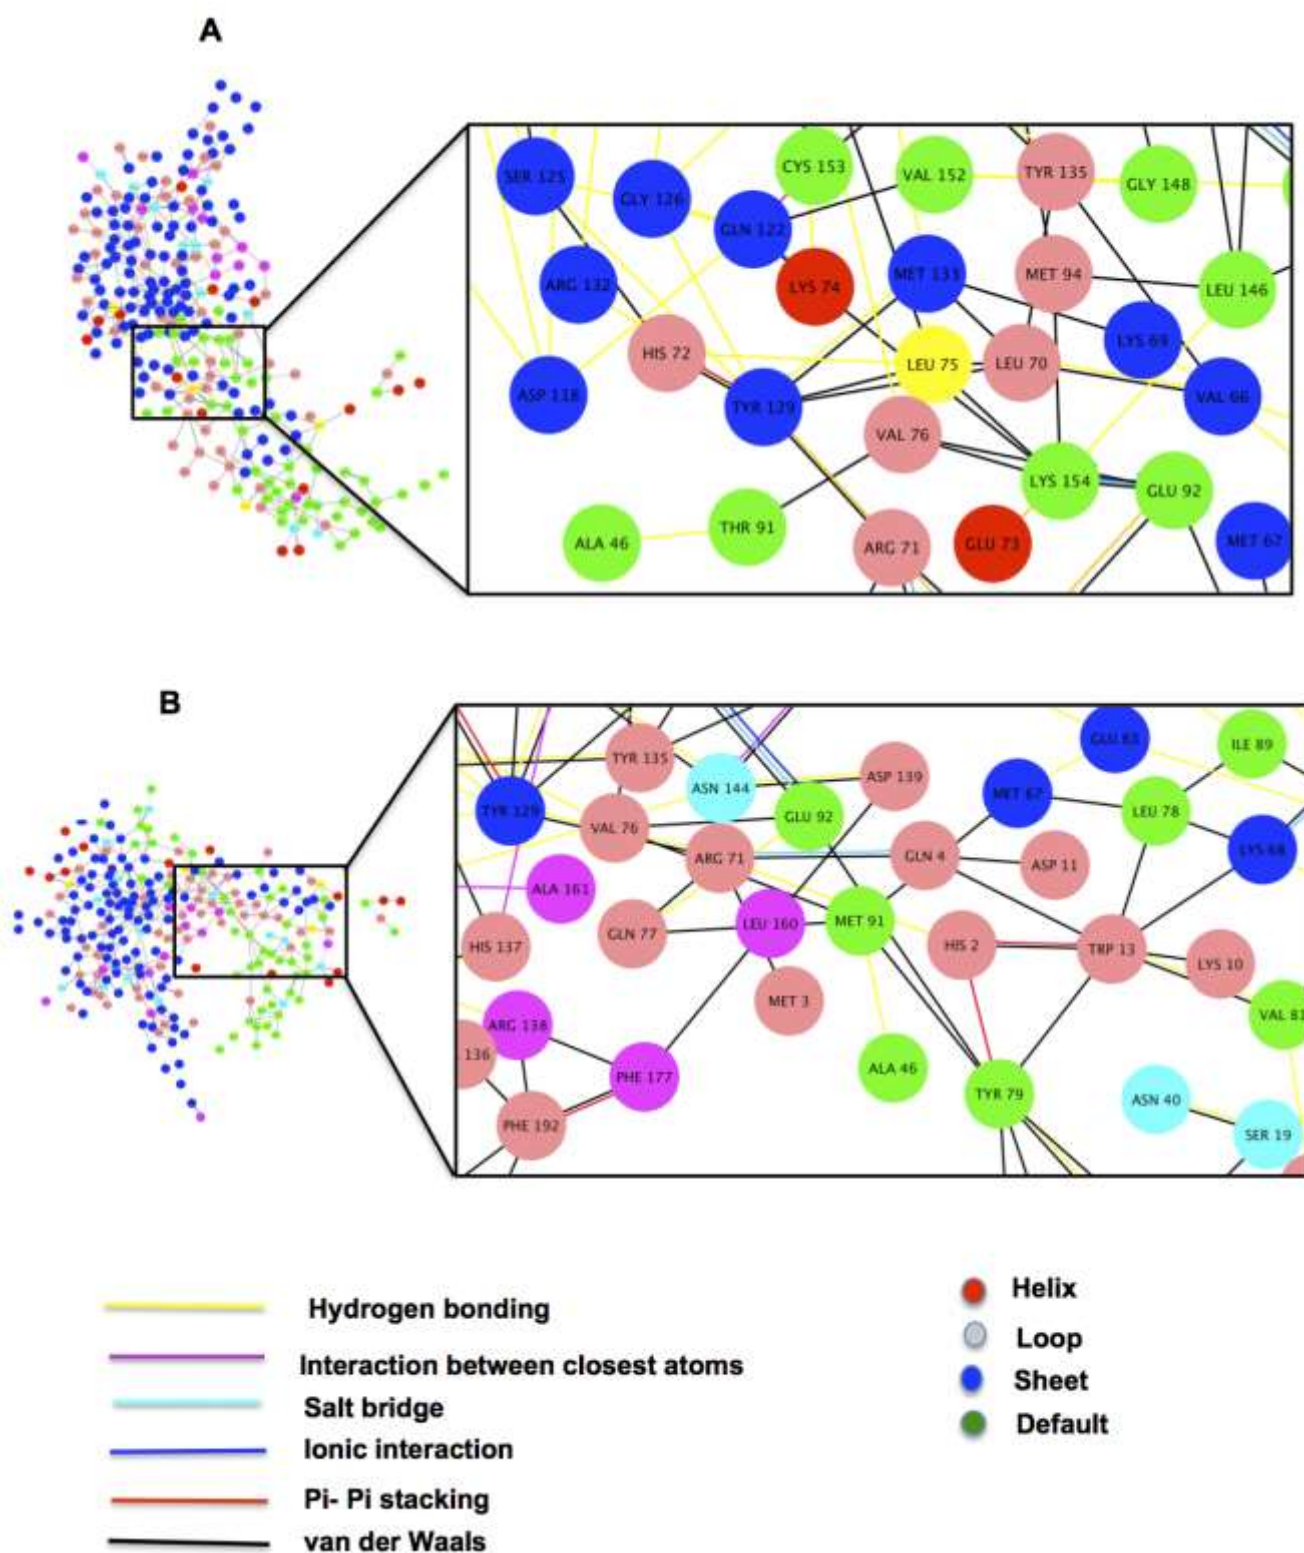 A
SER 125
GLY 126
CYS 153
VAL 152
TYR 135
GLY 148
GLN 122
ARG 132
LYS 74
MET 133
MET 94
LEU 146
HIS 72
LEU 75
LEU 70
LYS 69
ASP 118
TYR 129
VAL 66
VAL 76
LYS 154
GLU 92
ALA 46
THR 91
ARG 71
GLU 73
MET 67
B
TYR 135
ASN 144
ASP 139
ILE 89
TYR 129
VAL 76
GLU 92
MET 67
LEU 78
LYS 68
ARG 71
GLN 4
ASP 11
ALA 161
HIS 137
GLN 77
LEU 160
MET 91
HIS 2
TRP 13
LYS 10
MET 3
VAL 81
ARG 138
136
PHE 177
ALA 46
TYR 79
ASN 40
PHE 192
SER 19
Hydrogen bonding
Interaction between closest atoms
Salt bridge
Ionic interaction
Pi- Pi stacking
van der Waals
Helix
Loop
Sheet
Default